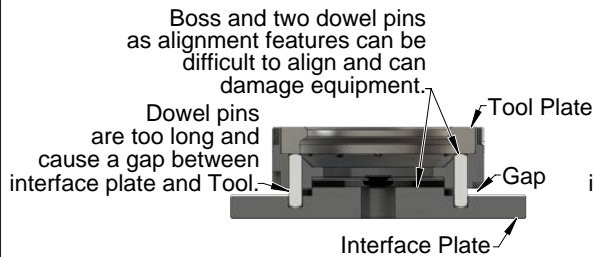 Boss and two dowel pins
as alignment features can be
difficult to align and can
damage equipment.
Dowel pins
are too long and
cause a gap between
interface plate and Tool.
Tool Plate
Gap
i
Interface Plate